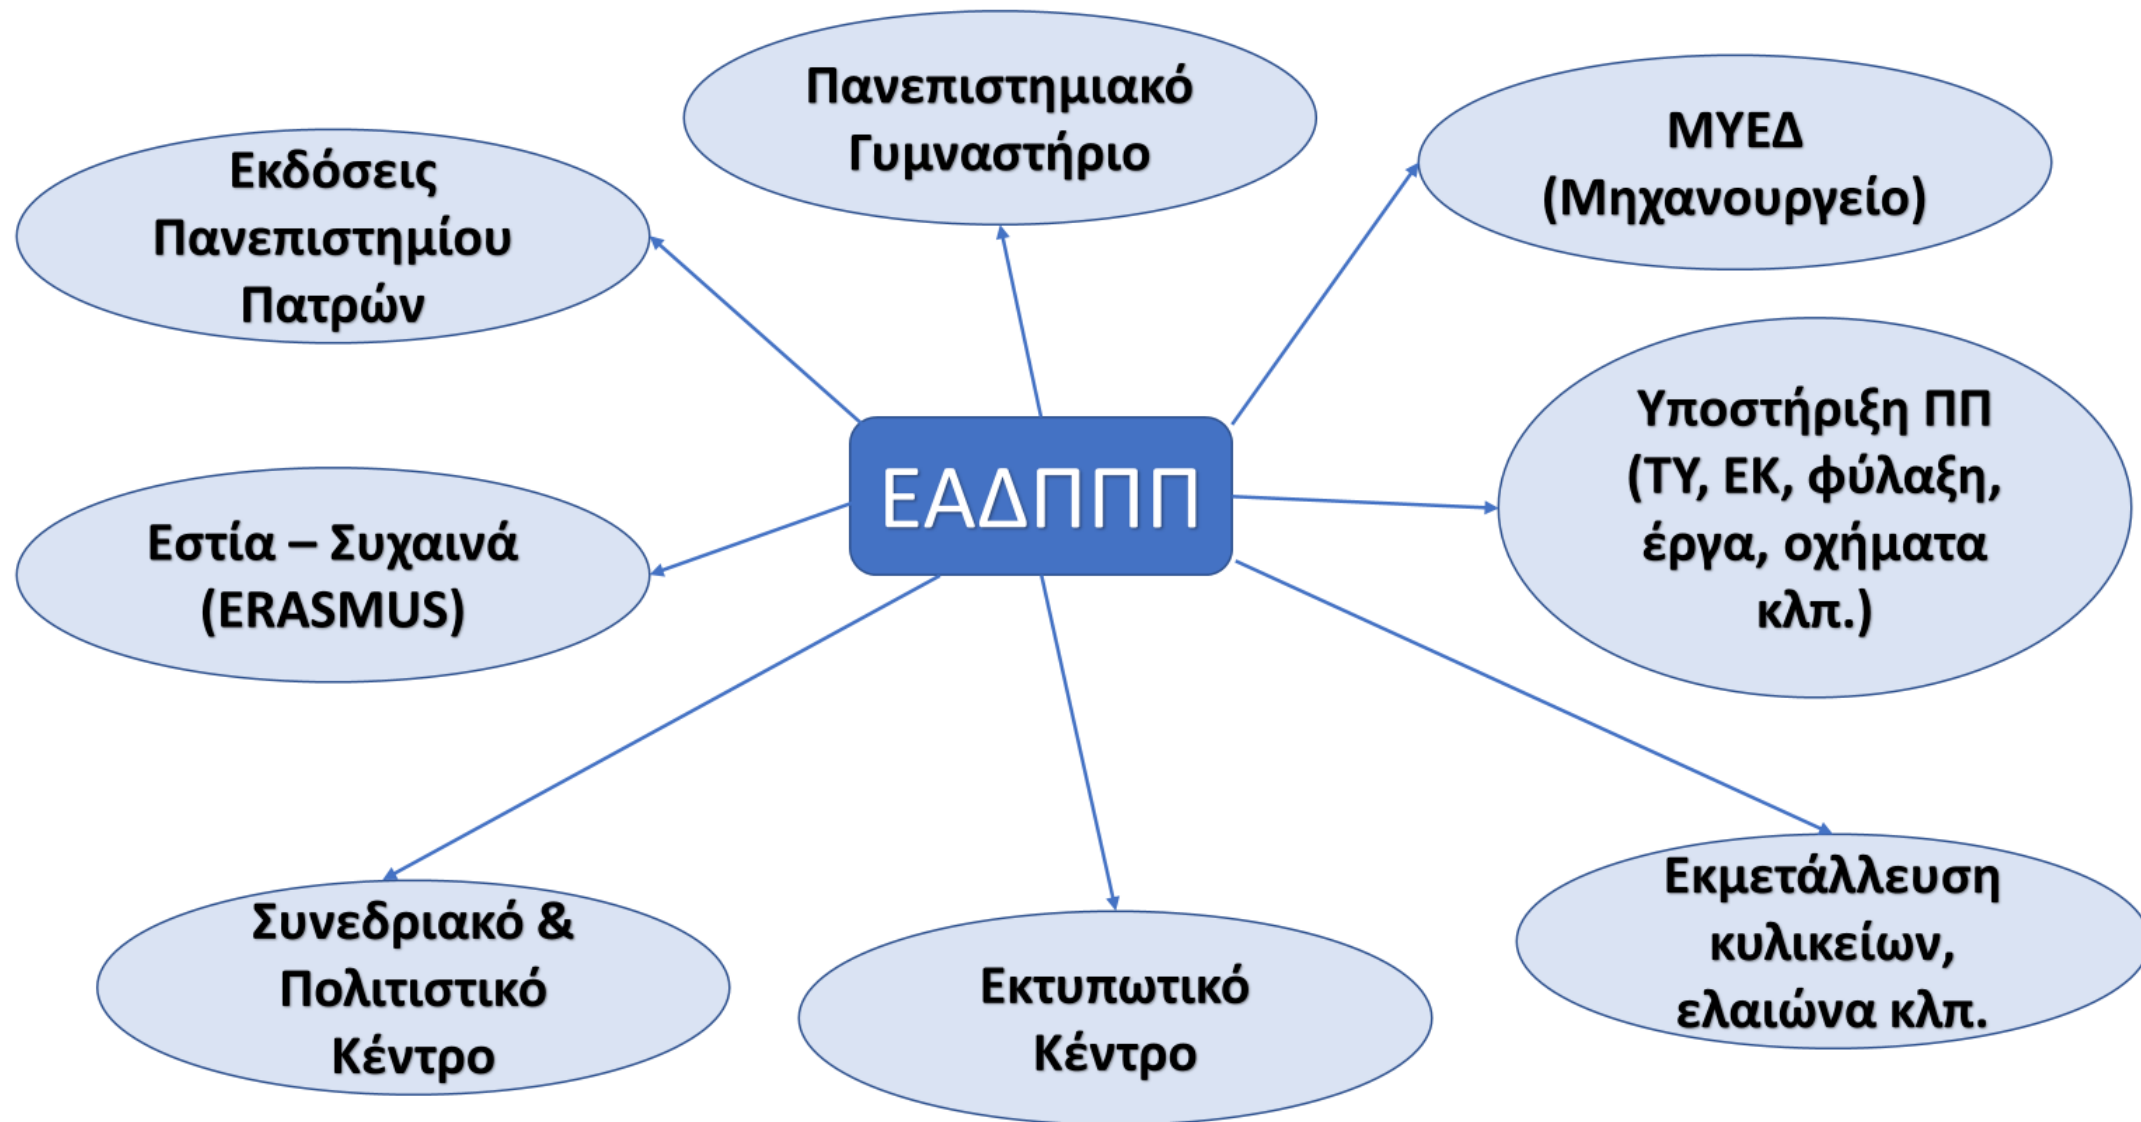 Πανεπιστημιακό
Γυμναστήριο
ΜΥΕΔ
(Μηχανουργείο)
Εκδόσεις
Πανεπιστημίου
Πατρών
Υποστήριξη ΠΠ
(ΤΥ, ΕΚ, φύλαξη,
έργα, οχήματα
κλπ.)
ΕΑΔΠΠΠ
Εστία – Συχαινά
(ERASMUS)
Συνεδριακό &
Πολιτιστικό
Κέντρο
Εκτυπωτικό
Κέντρο
Εκμετάλλευση
κυλικείων,
ελαιώνα κλπ.